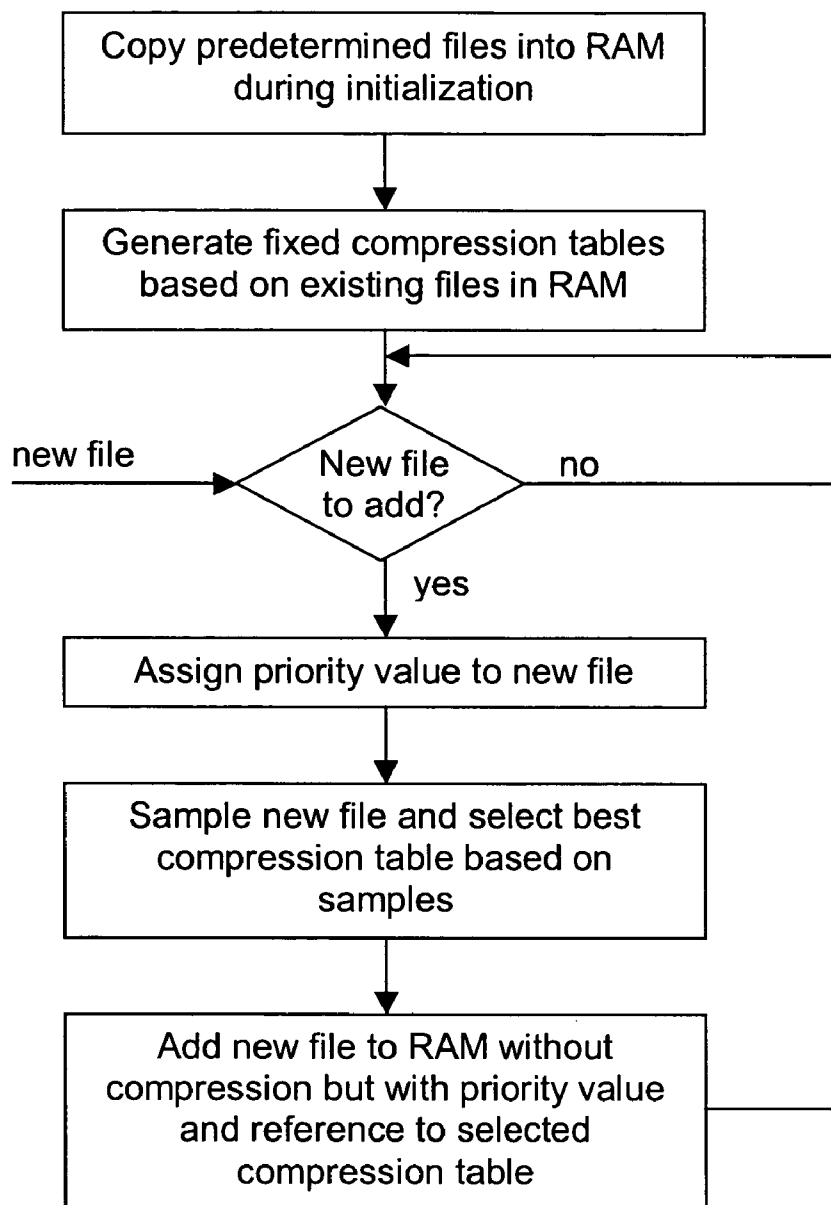 Copy predetermined files into RAM
during initialization
Generate fixed compression tables
based on existing files in RAM
new file
New file
to add?
no
yes
Assign priority value to new file
Sample new file and select best
compression table based on
samples
Add new file to RAM without
compression but with priority value
and reference to selected
compression table